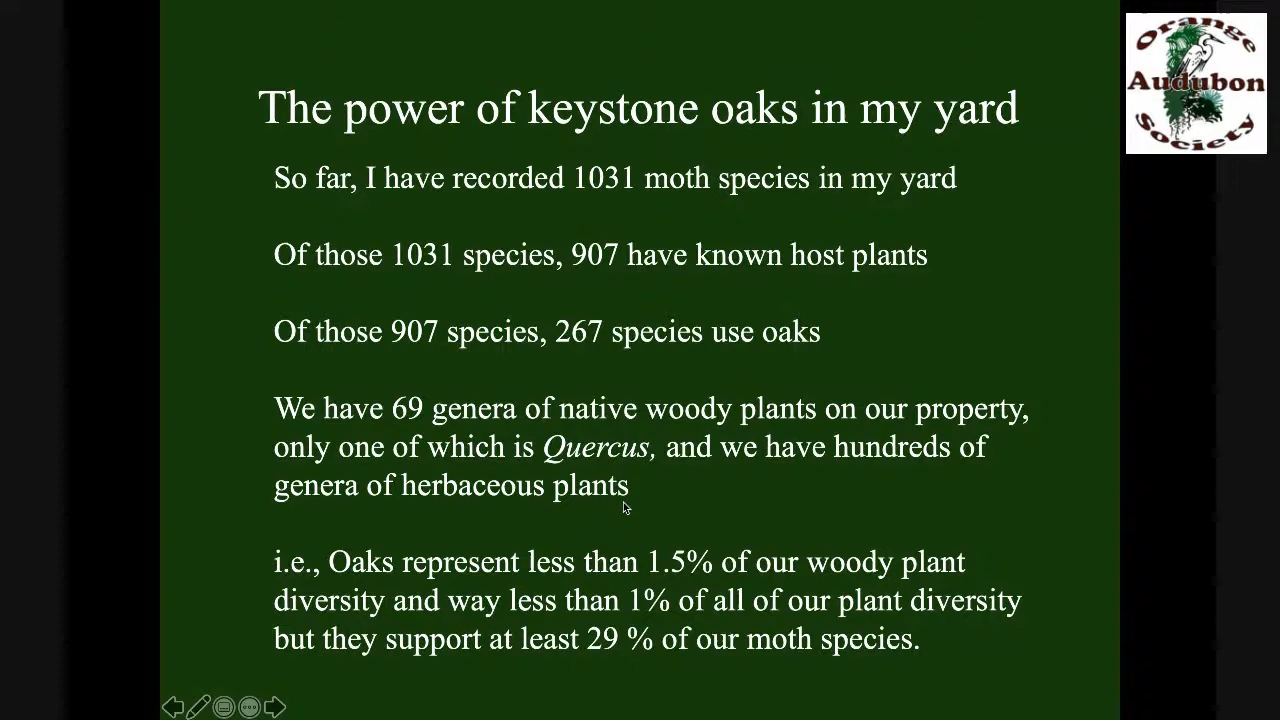 Orange
Audubon
Society
The power of keystone oaks in my yard
So far, I have recorded 1031 moth species in my yard
Of those 1031 species, 907 have known host plants
Of those 907 species, 267 species use oaks
We have 69 genera of native woody plants on our property,
only one of which is Quercus, and we have hundreds of
genera of herbaceous plants
i.e., Oaks represent less than 1.5% of our woody plant
diversity and way less than 1% of all of our plant diversity
but they support at least 29 % of our moth species.